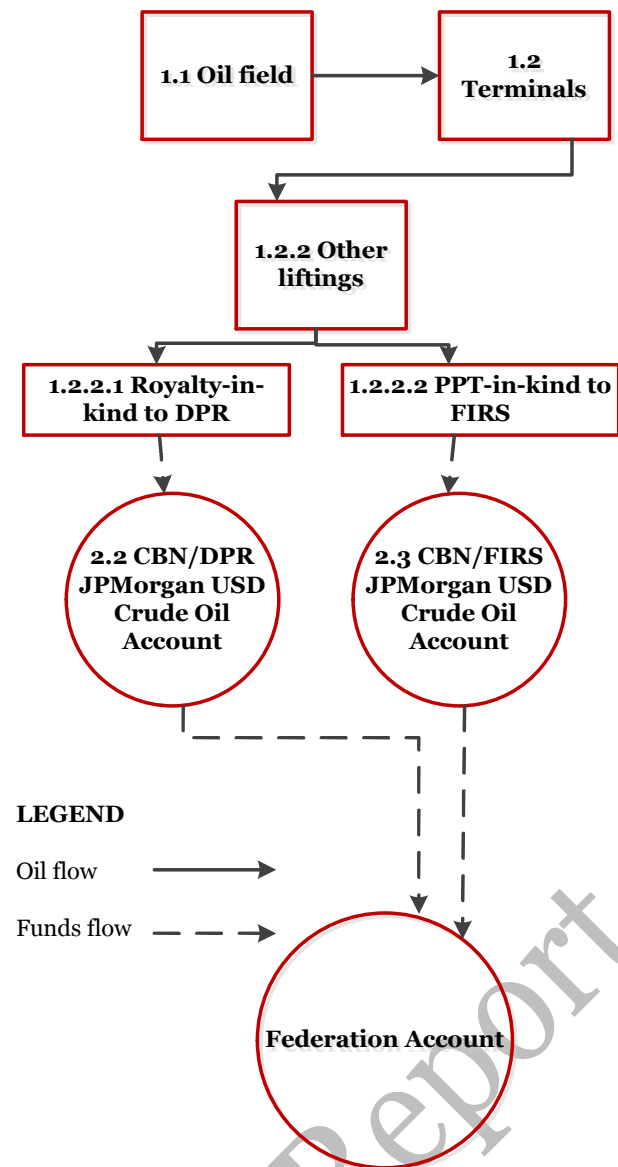 1.1 Oil field
1.2
Terminals
1.2.2 Other
liftings
1.2.2.1 Royalty-in-
kind to DPR
1.2.2.2 PPT-in-kind to
FIRS
2.2 CBN/DPR
JPMorgan USD
Crude Oil
Account
2.3 CBN/FIRS
JPMorgan USD
Crude Oil
Account
LEGEND
Oil flow
Funds flow
Federation Account
Report